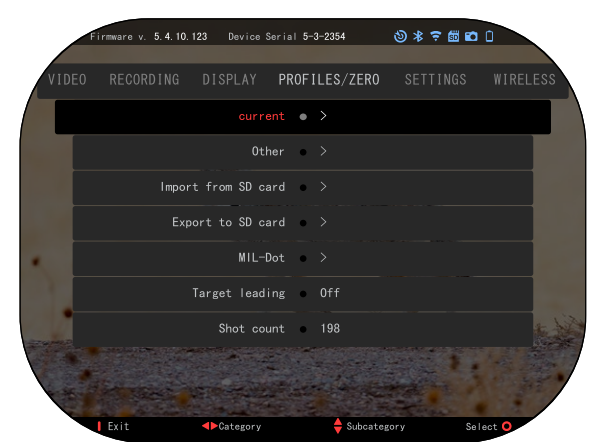 Firmware v. 5.4.10.123 Device Serial 5-3-2354 SD
VIDEO RECORDING DISPLAY PROFILES/ZERO SETTINGS WIRELESS
current >
Other >
Import from SD card >
Export to SD card >
MIL-Dot >
Target leading Off
Shot count 198
Exit Category Subcategory Select